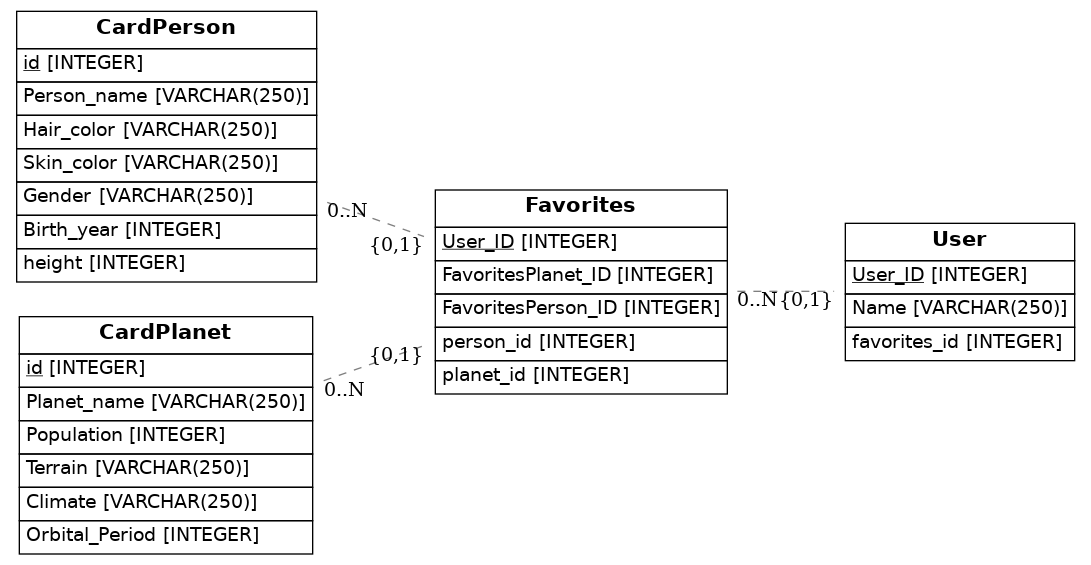 CardPerson
id [INTEGER]
Person_name [VARCHAR(250)]
Hair_color [VARCHAR(250)]
Skin_color [VARCHAR(250)]
Gender [VARCHAR(250)]
Birth_year [INTEGER]
height [INTEGER]
0..N
{0,1}
CardPlanet
id [INTEGER]
Planet_name [VARCHAR(250)]
Population [INTEGER]
Terrain [VARCHAR(250)]
Climate [VARCHAR(250)]
Orbital_Period [INTEGER]
{0,1}
0..N
Favorites
User_ID [INTEGER]
FavoritesPlanet_ID [INTEGER]
FavoritesPerson_ID [INTEGER]
person_id [INTEGER]
planet_id [INTEGER]
0..N {0,1}
User
User_ID [INTEGER]
Name [VARCHAR(250)]
favorites_id [INTEGER]